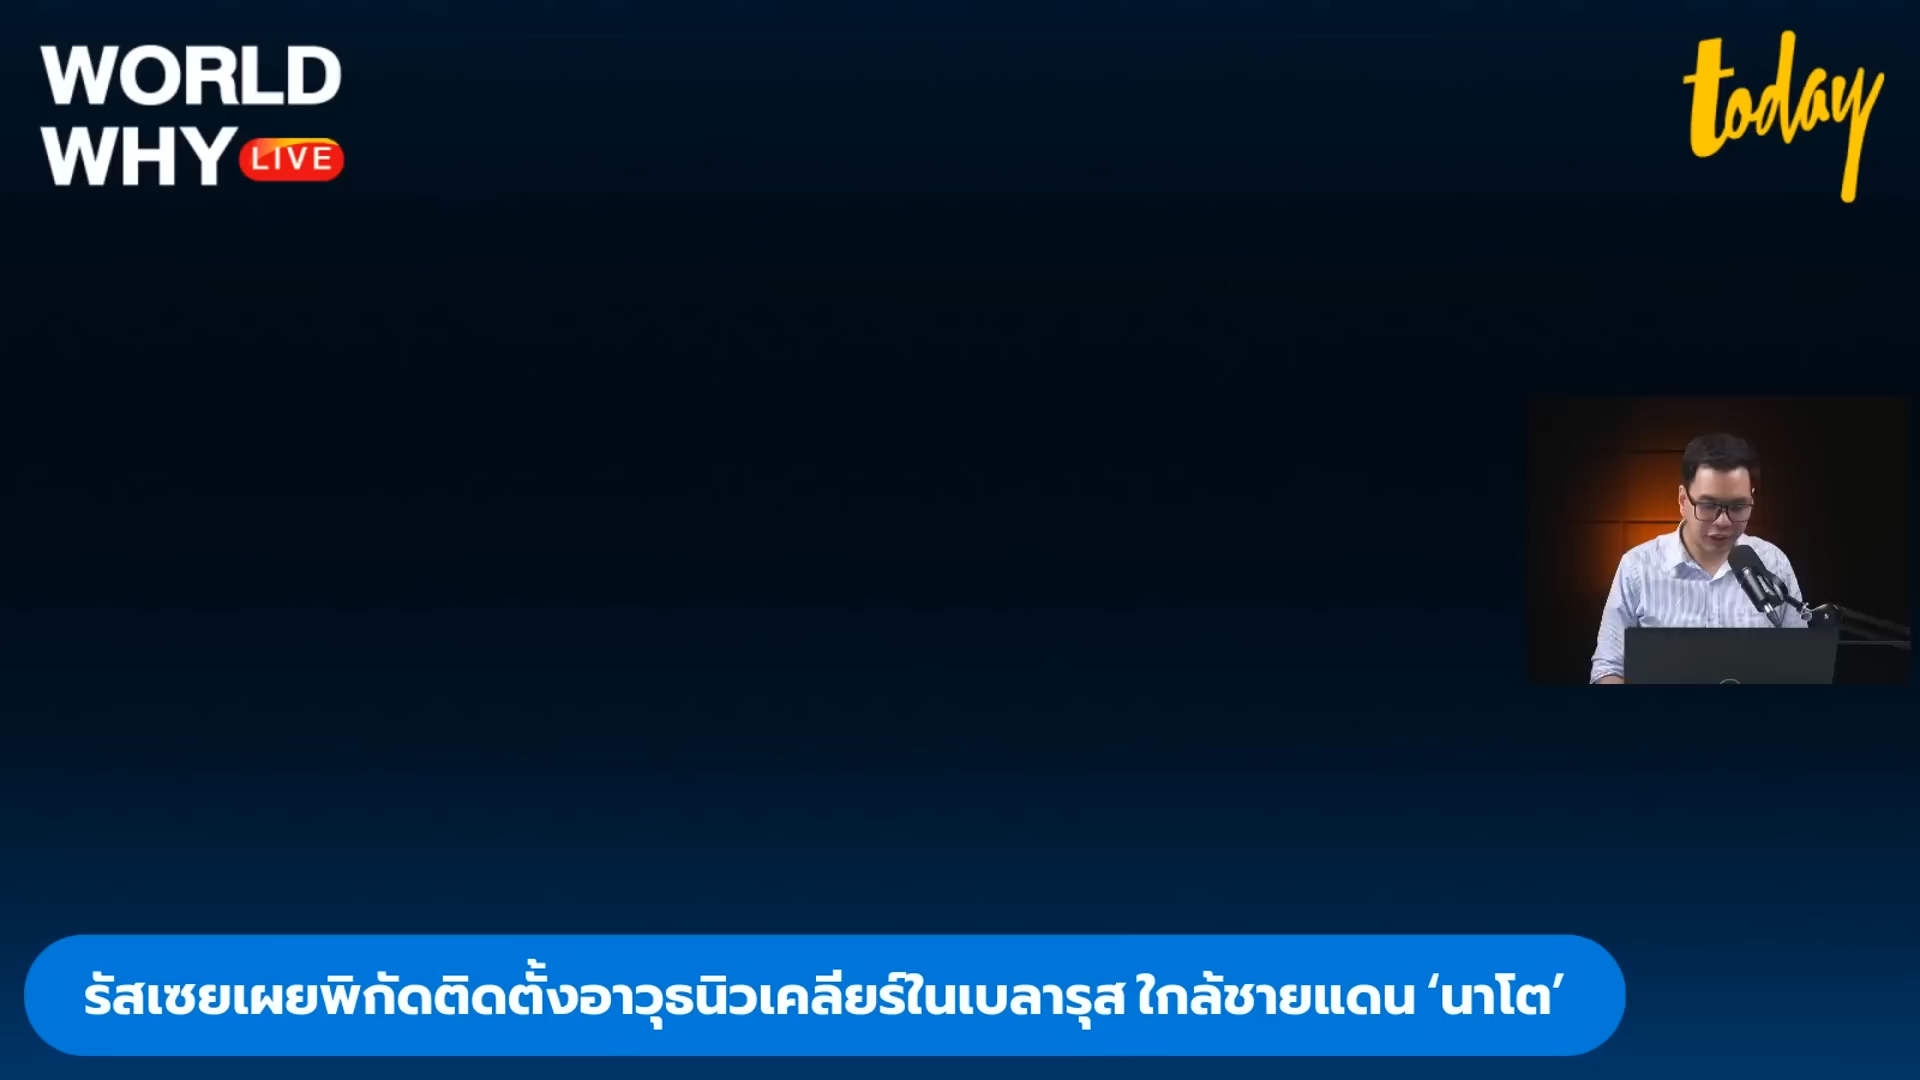 WORLD
WHY LIVE
today
รัสเซยเผยพิกัดติดตั้งอาวุธนิวเคลียร์ในเบลารุส ใกล้ชายแดน ‘นาโต’